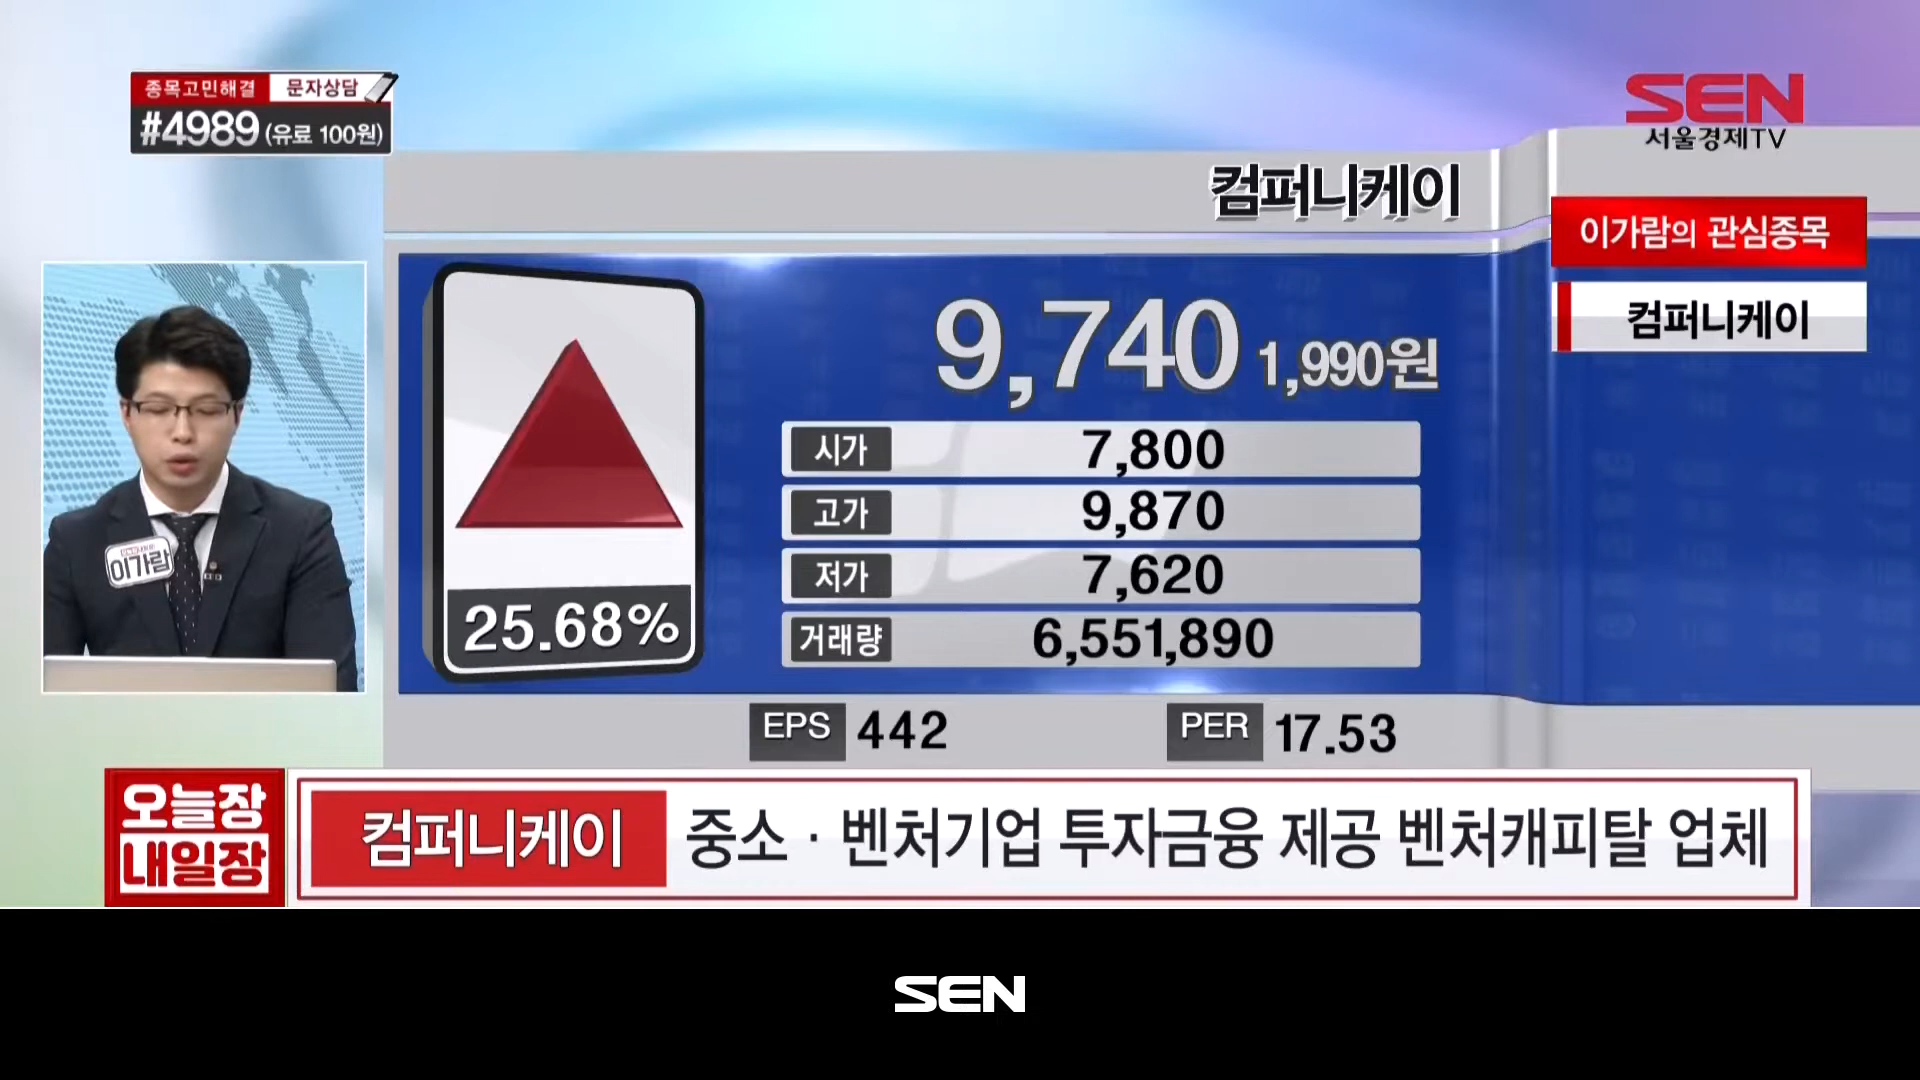 종목고민해결 문자상담
#4989 (유료 100원)
SEN
서울경제TV
컴퍼니케이
이가람의 관심종목
컴퍼니케이
9,740 1,990원
시가 7,800
고가 9,870
저가 7,620
거래량 6,551,890
25.68%
이가람
EPS 442 PER 17.53
오늘장
내일장
컴퍼니케이 중소·벤처기업 투자금융 제공 벤처캐피탈 업체
SEN